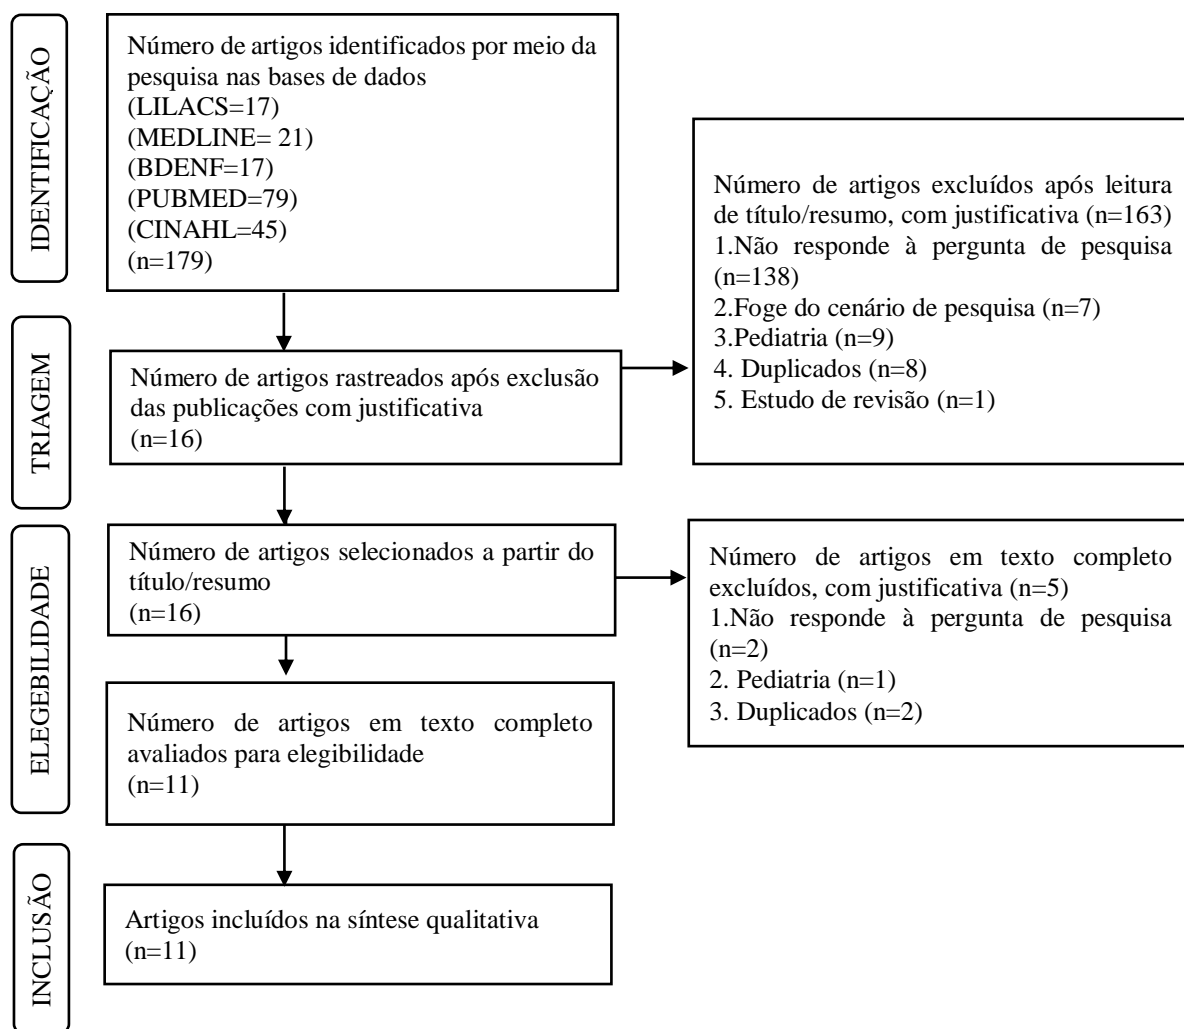 IDENTIFICAÇÃO
Número de artigos identificados por meio da
pesquisa nas bases de dados
(LILACS=17)
(MEDLINE= 21)
(BDENF=17)
(PUBMED=79)
(CINAHL=45)
(n=179)
Número de artigos excluídos após leitura
de título/resumo, com justificativa (n=163)
1.Não responde à pergunta de pesquisa
(n=138)
2.Foge do cenário de pesquisa (n=7)
3.Pediatria (n=9)
4. Duplicados (n=8)
5. Estudo de revisão (n=1)
TRIAGEM
Número de artigos rastreados após exclusão
das publicações com justificativa
(n=16)
ELEGEBILIDADE
Número de artigos selecionados a partir do
título/resumo
(n=16)
Número de artigos em texto completo
excluídos, com justificativa (n=5)
1.Não responde à pergunta de pesquisa
(n=2)
2. Pediatria (n=1)
3. Duplicados (n=2)
Número de artigos em texto completo
avaliados para elegibilidade
(n=11)
INCLUSÃO
Artigos incluídos na síntese qualitativa
(n=11)